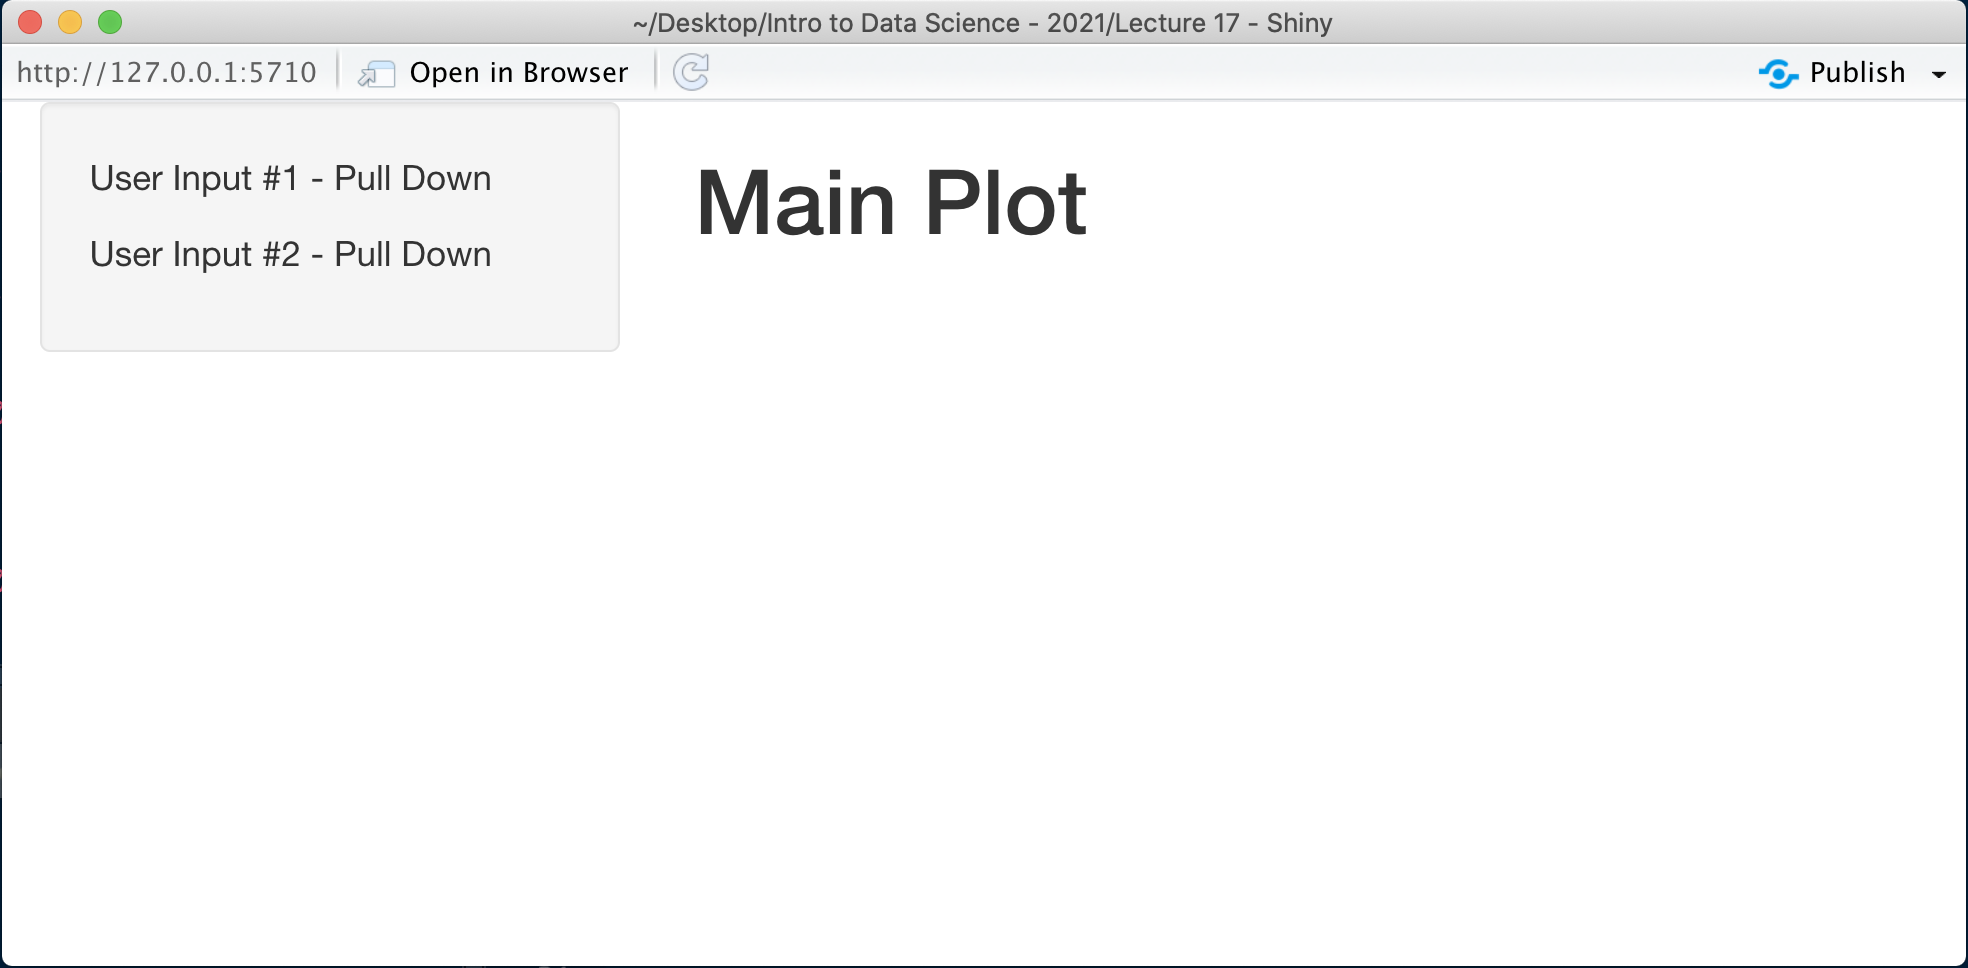 ~/Desktop/Intro to Data Science - 2021/Lecture 17 - Shiny
http://127.0.0.1:5710 Open in Browser Publish
User Input #1 - Pull Down
User Input #2 - Pull Down
Main Plot